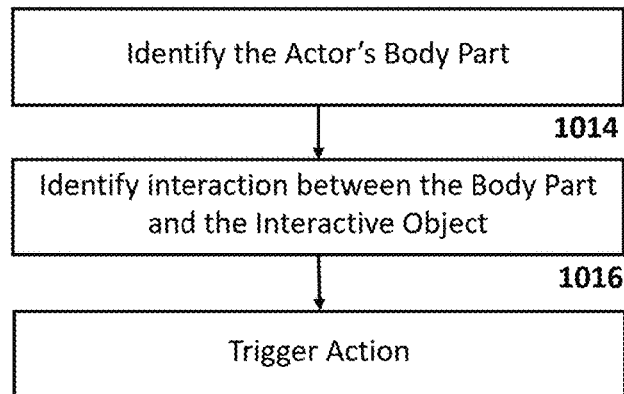 Identify the Actor's Body Part
1014
Identify interaction between the Body Part
and the Interactive Object
1016
Trigger Action